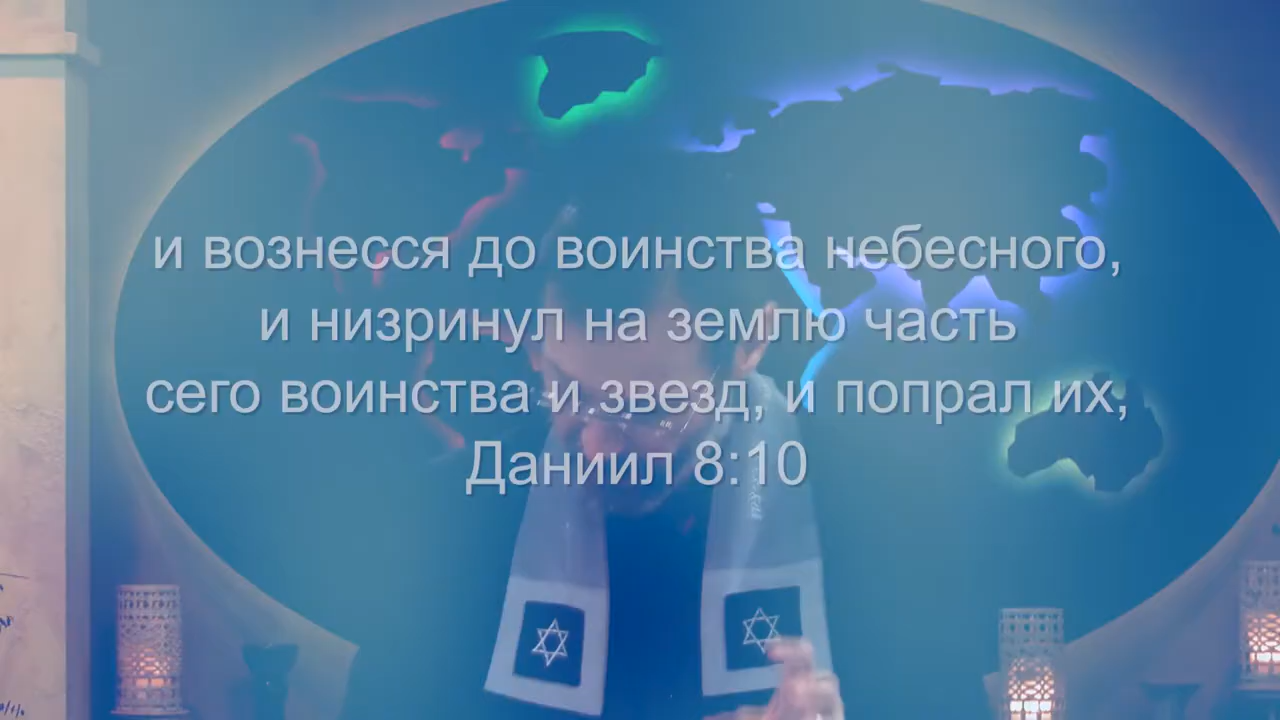 и вознесся до воинства небесного,
и низринул на землю часть
сего воинства и звезд, и попрал их,
Даниил 8:10